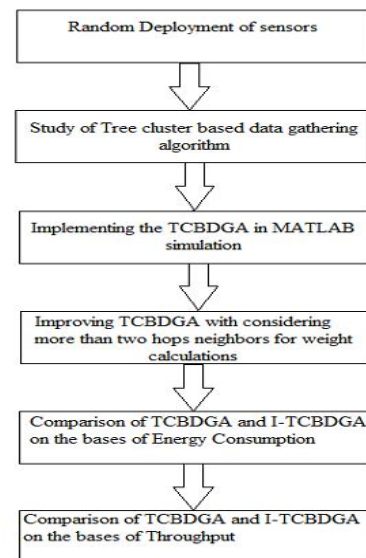 Random Deployment of sensors
Study of Tree cluster based data gathering
algorithm
Implementing the TCBDGA in MATLAB
simulation
Improving TCBDGA with considering
more than two hops neighbors for weight
calculations
Comparison of TCBDGA and I-TCBDGA
on the bases of Energy Consumption
Comparison of TCBDGA and I-TCBDGA
on the bases of Throughput